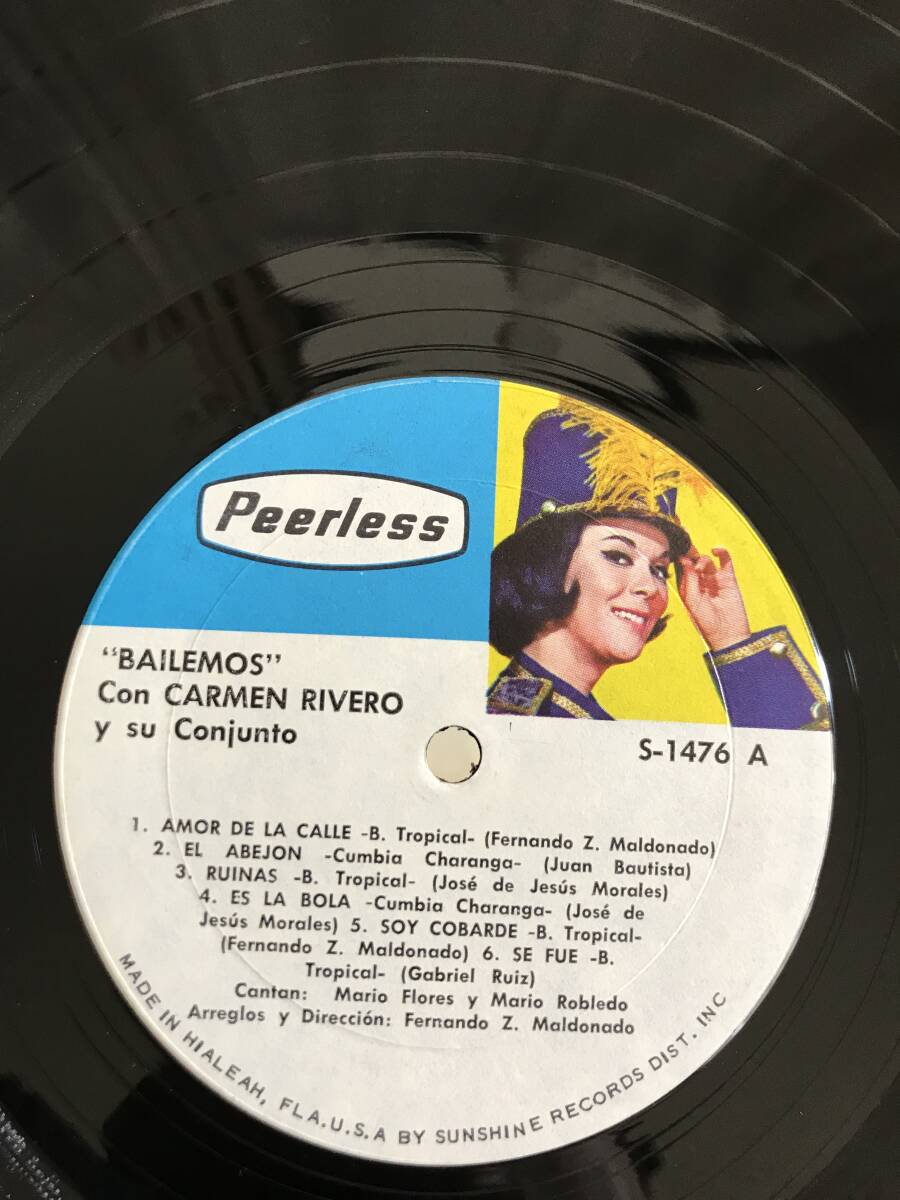 Peerless
"BAILEMOS"
Con CARMEN RIVERO
y su Conjunto
S-1476 A
1. AMOR DE LA CALLE -B. Tropical- (Fernando Z. Maldonado)
2. EL ABEJON -Cumbia Charanga- (Juan Bautista)
3. RUINAS -B. Tropical- (José de Jesús Morales)
4. ES LA BOLA -Cumbia Charanga- (José de
Jesús Morales) 5. SOY COBARDE -B. Tropical-
(Fernando Z. Maldonado) 6. SE FUE -B.
Tropical- (Gabriel Ruiz)
Cantan: Mario Flores y Mario Robledo
Arreglos y Dirección: Fernando Z. Maldonado
MADE IN HIALEAH, FLA.U.S.A BY SUNSHINE RECORDS DIST. INC